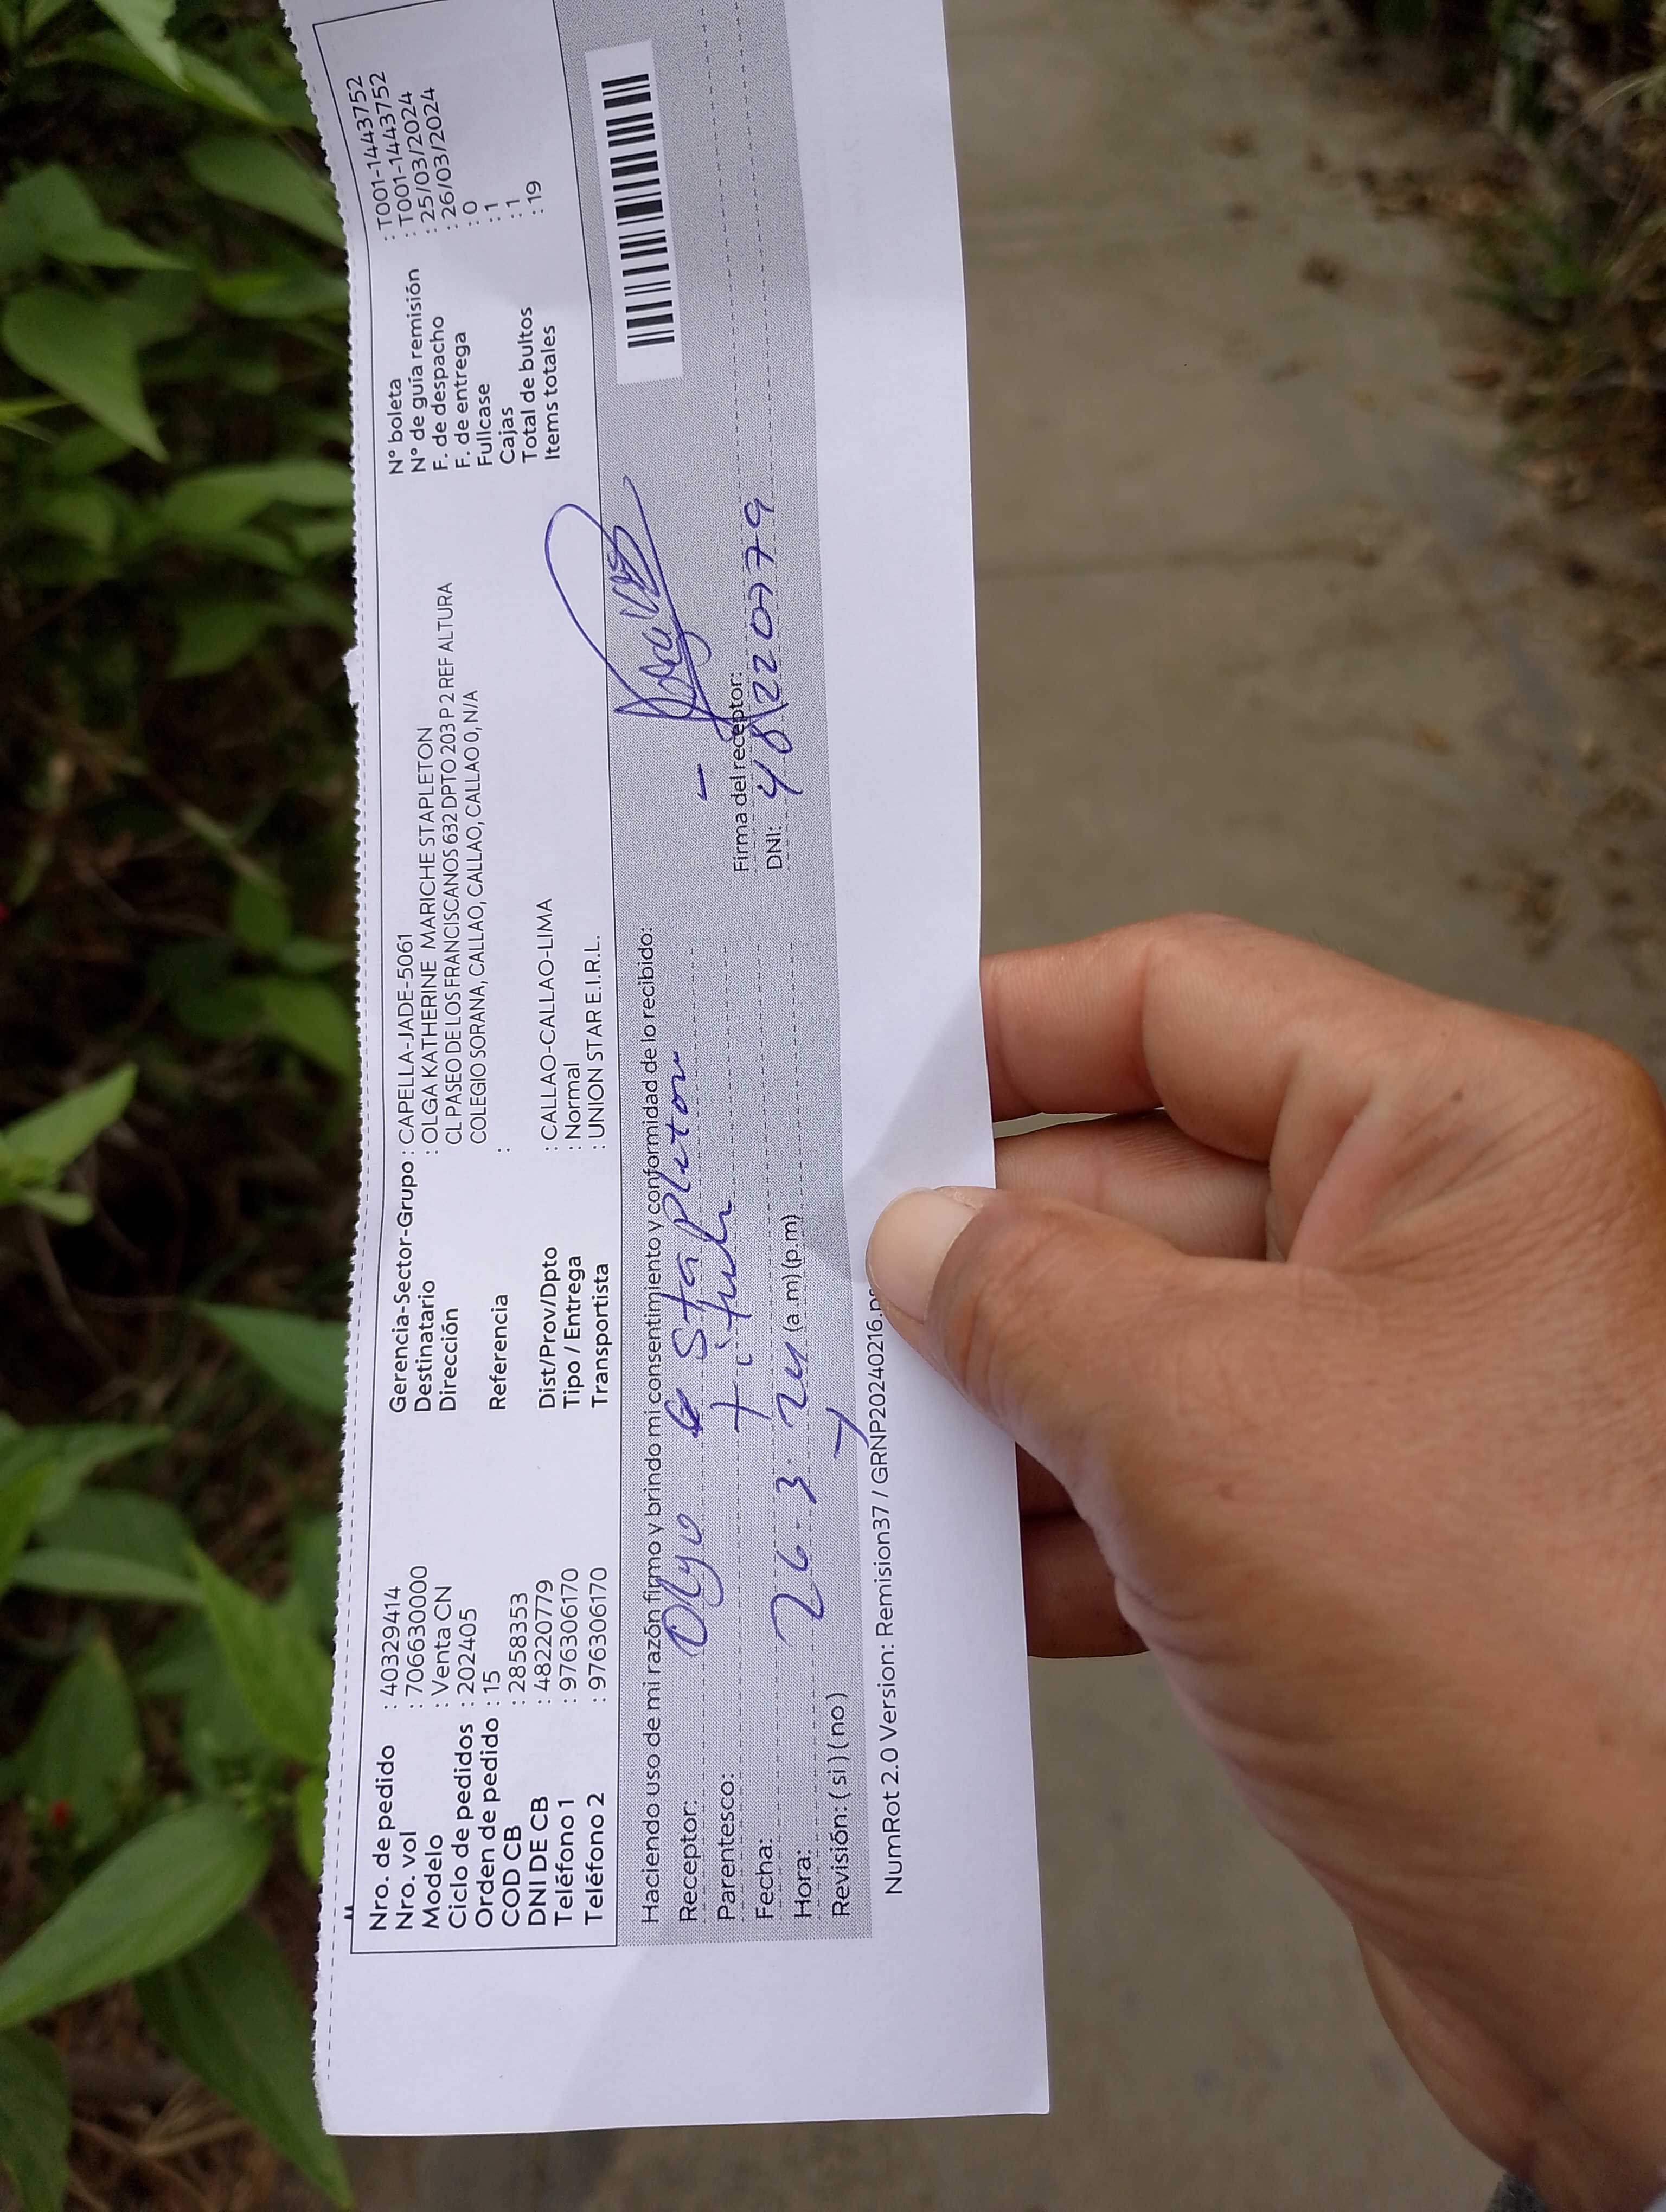 Nro. de pedido : 40329414
Nro. vol : 706630000
Modelo : Venta CN
Ciclo de pedidos : 202405
Orden de pedido : 15
COD CB : 2858353
DNI DE CB : 48220779
Teléfono 1 : 976306170
Teléfono 2 : 976306170
Gerencia-Sector-Grupo : CAPELLA-JADE-5061
Destinatario : OLGA KATHERINE MARICHE STAPLETON
Dirección CL PASEO DE LOS FRANCISCANOS 632 DPTO 203 P 2 REF ALTURA
COLEGIO SORANA, CALLAO, CALLAO, CALLAO 0, N/A
Referencia :
Dist/Prov/Dpto : CALLAO-CALLAO-LIMA
Tipo / Entrega : Normal
Transportista : UNION STAR E.I.R.L.
N° boleta : T001-1443752
N° de guía remisión : T001-1443752
F. de despacho : 25/03/2024
F. de entrega : 26/03/2024
Fullcase : 0
Cajas : 1
Total de bultos : 1
Items totales : 19
Haciendo uso de mi razón firmo y brindo mi consentimiento y conformidad de lo recibido:
Receptor: Olga Stapleton
Parentesco:
Fecha: 26-3-24
Hora: (a.m) (p.m)
Revisión: ( si ) ( no )
Firma del receptor:
DNI: 48220779
NumRot 2.0 Version: Remision37 / GRNP20240216.